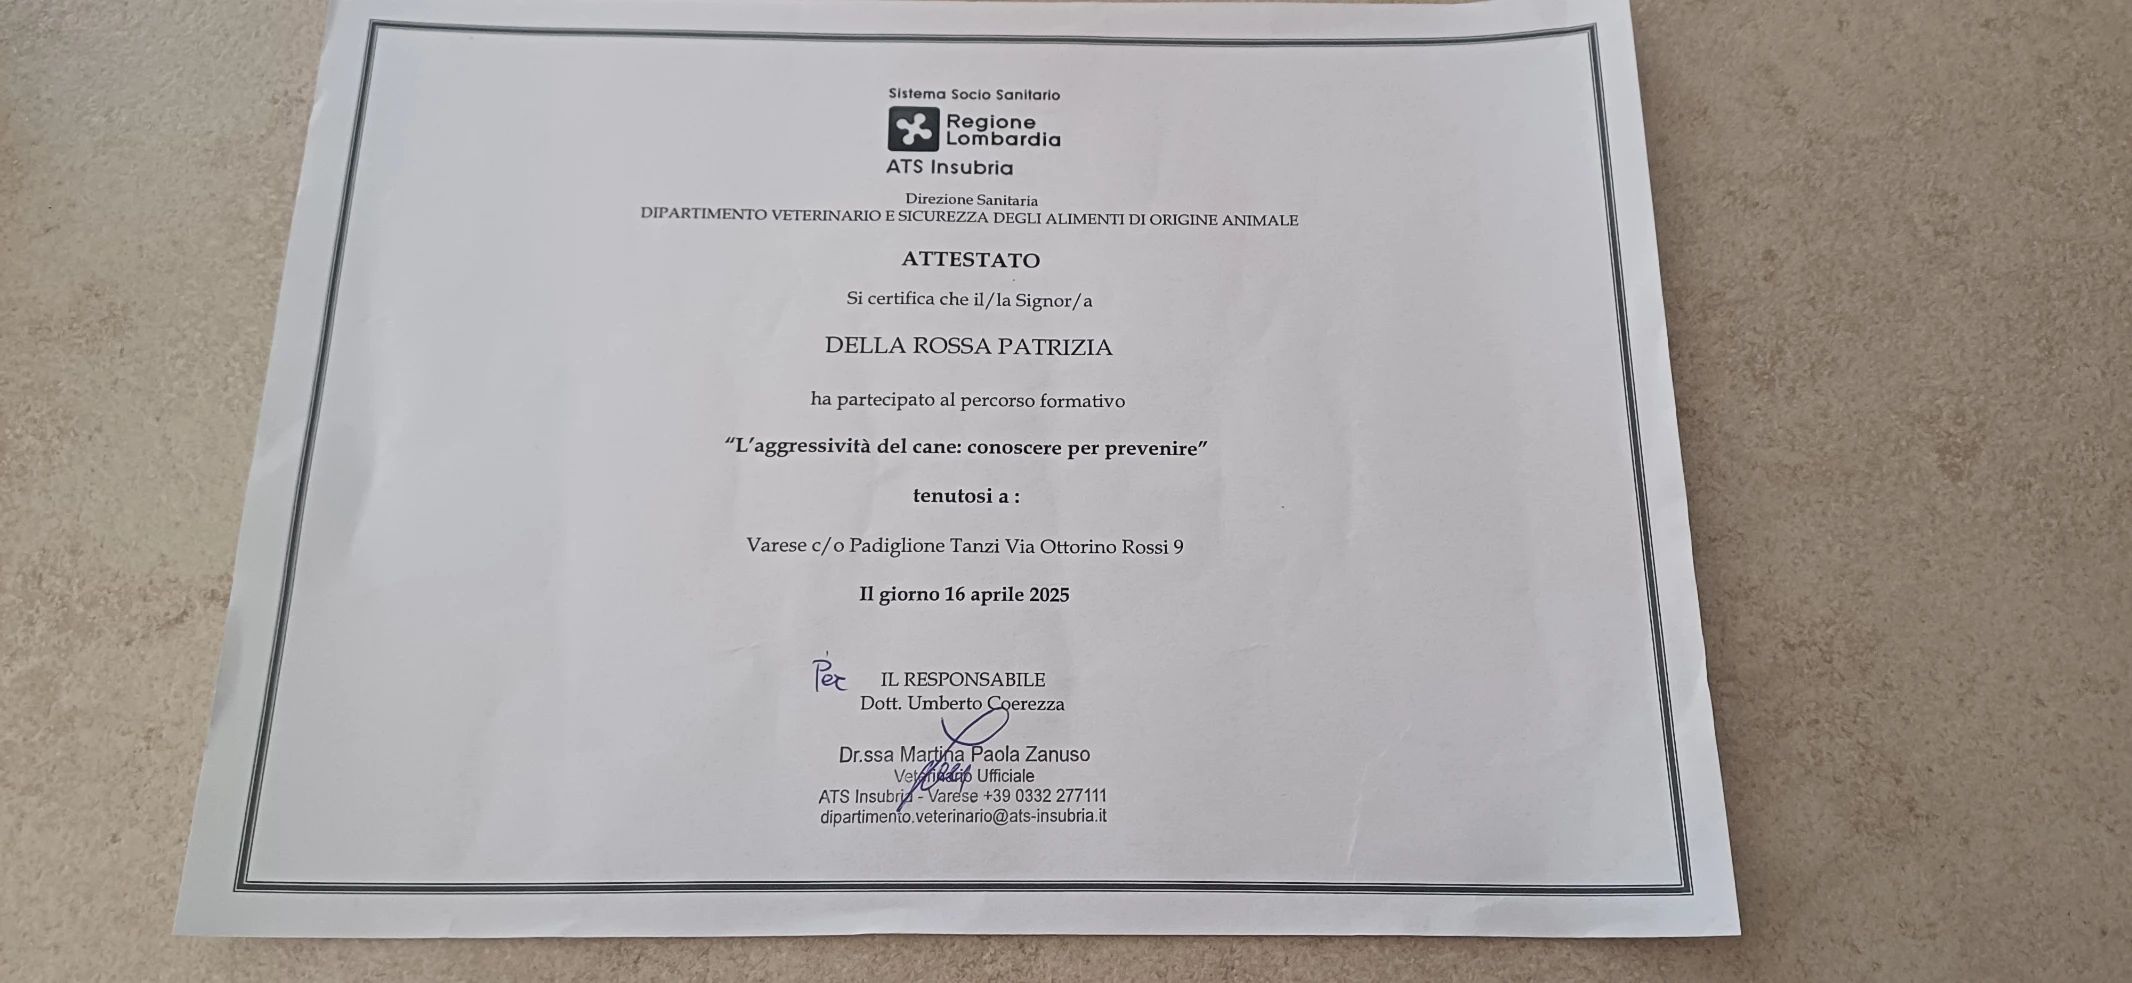 Sistema Socio Sanitario
Regione
Lombardia
ATS Insubria
Direzione Sanitaria
DIPARTIMENTO VETERINARIO E SICUREZZA DEGLI ALIMENTI DI ORIGINE ANIMALE
ATTESTATO
Si certifica che il/la Signor/a
DELLA ROSSA PATRIZIA
ha partecipato al percorso formativo
“L’aggressività del cane: conoscere per prevenire”
tenutosi a :
Varese c/o Padiglione Tanzi Via Ottorino Rossi 9
Il giorno 16 aprile 2025
Per IL RESPONSABILE
Dott. Umberto Coerezza
Dr.ssa Martina Paola Zanuso
Veterinario Ufficiale
ATS Insubria - Varese +39 0332 277111
dipartimento.veterinario@ats-insubria.it